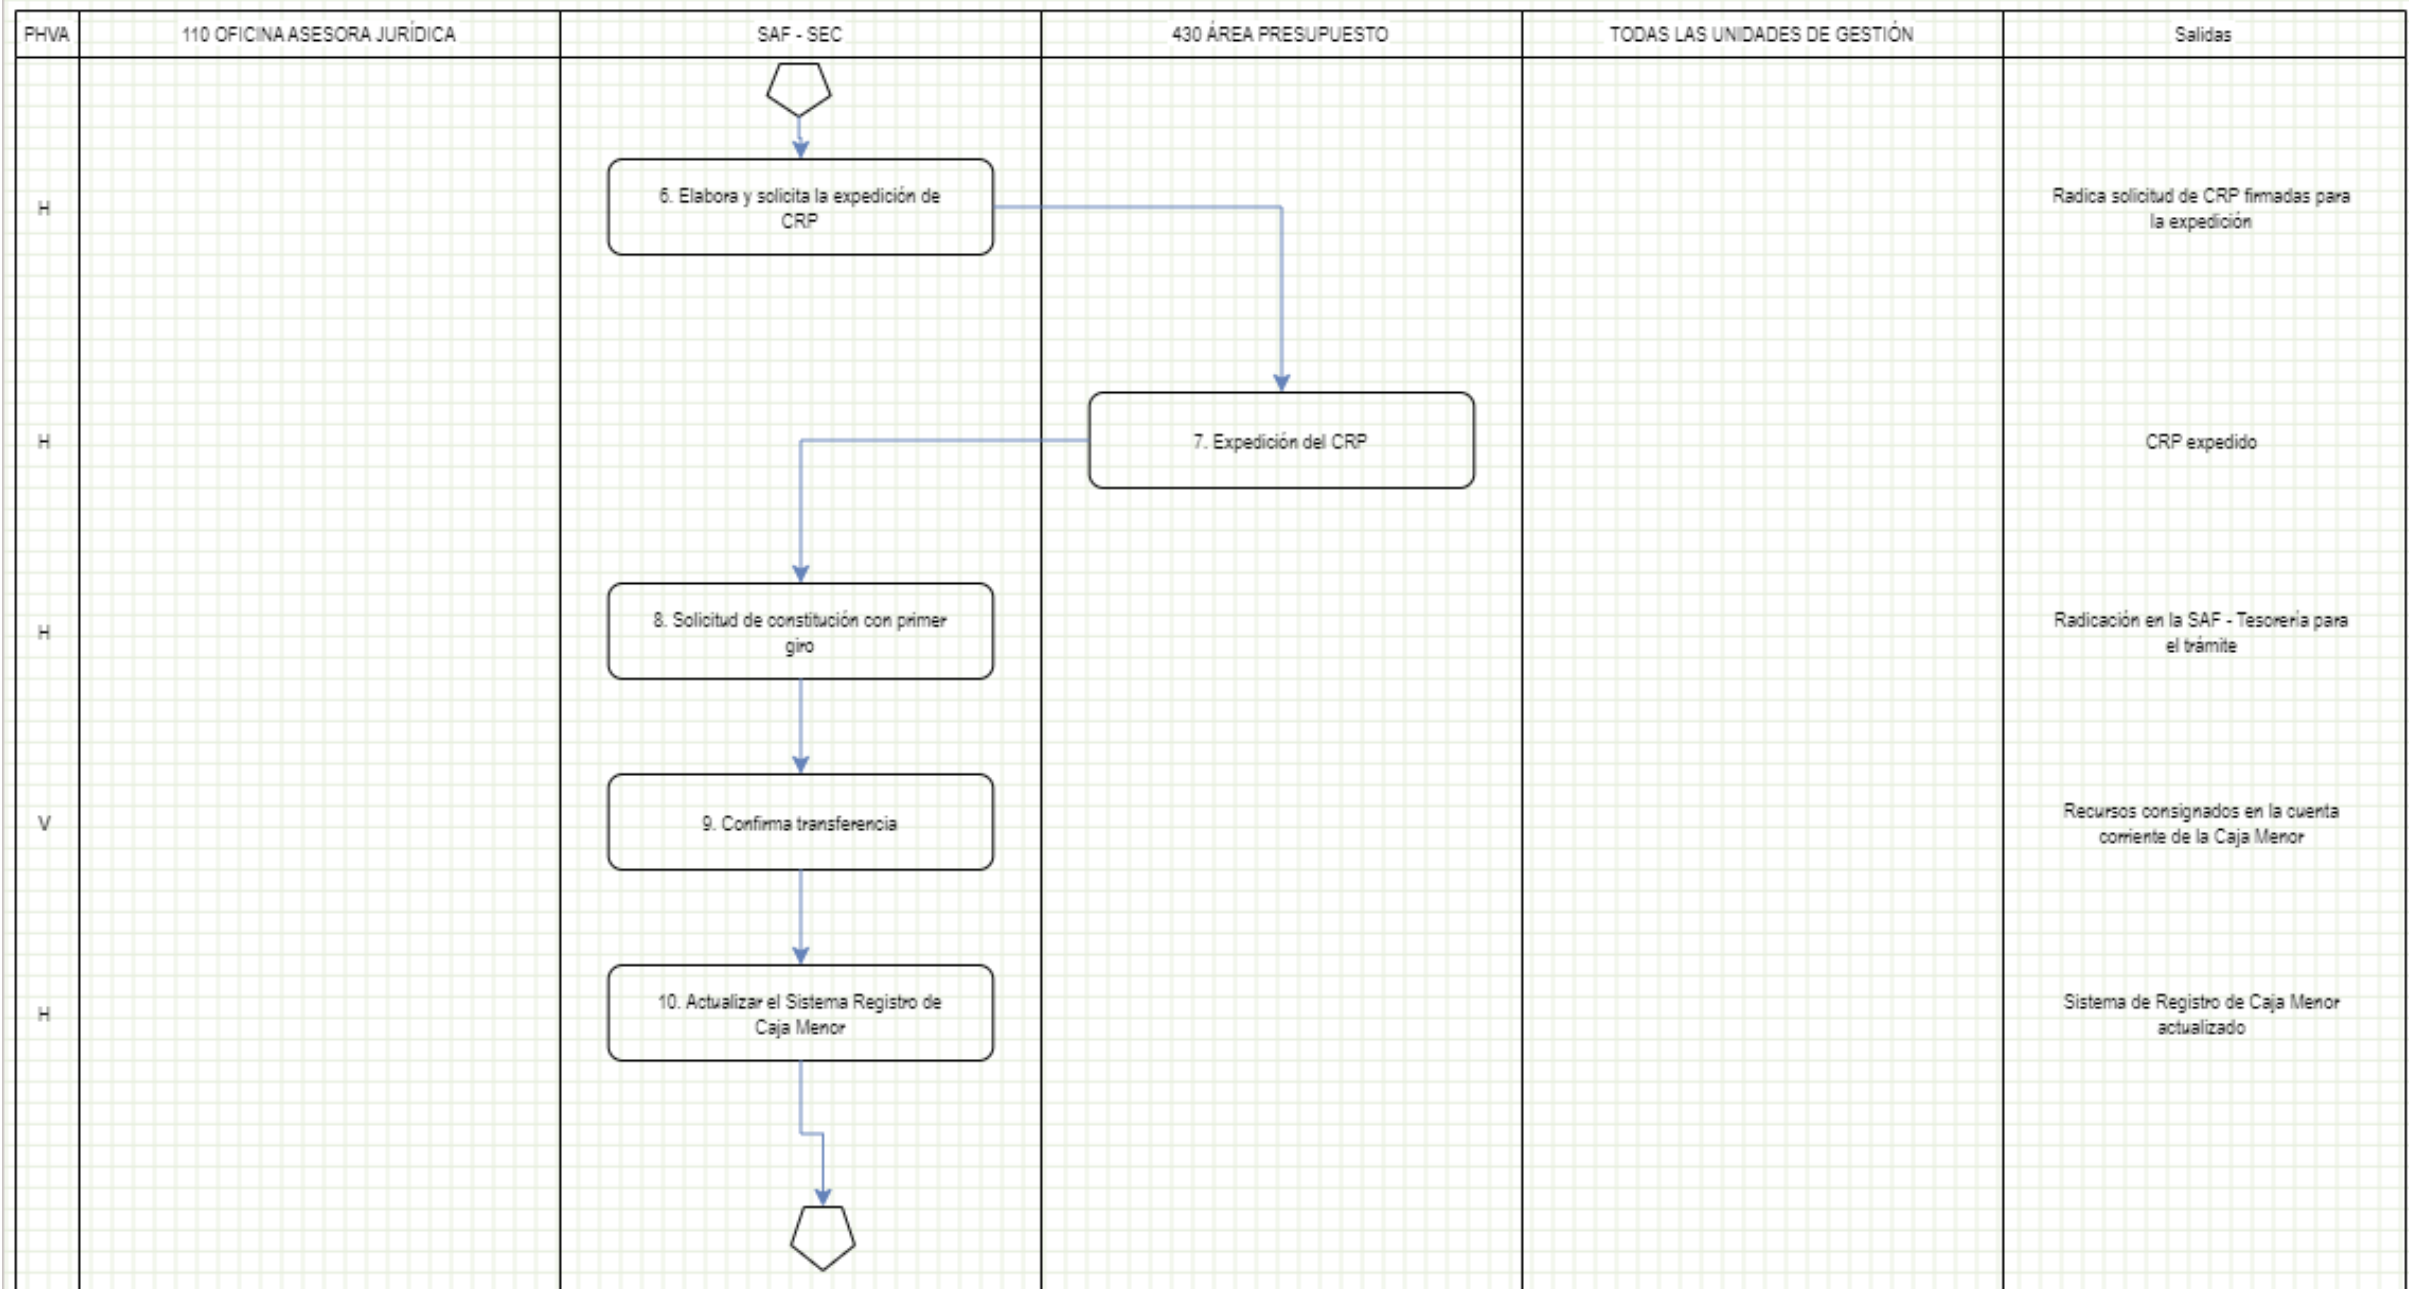 PHVA
110 OFICINA ASESORA JURÍDICA
SAF - SEC
430 ÁREA PRESUPUESTO
TODAS LAS UNIDADES DE GESTIÓN
Salidas
H
6. Elabora y solicita la expedición de
CRP
Radica solicitud de CRP firmadas para
la expedición
H
7. Expedición del CRP
CRP expedido
H
8. Solicitud de constitución con primer
giro
Radicación en la SAF - Tesorería para
el trámite
V
9. Confirma transferencia
Recursos consignados en la cuenta
corriente de la Caja Menor
H
10. Actualizar el Sistema Registro de
Caja Menor
Sistema de Registro de Caja Menor
actualizado